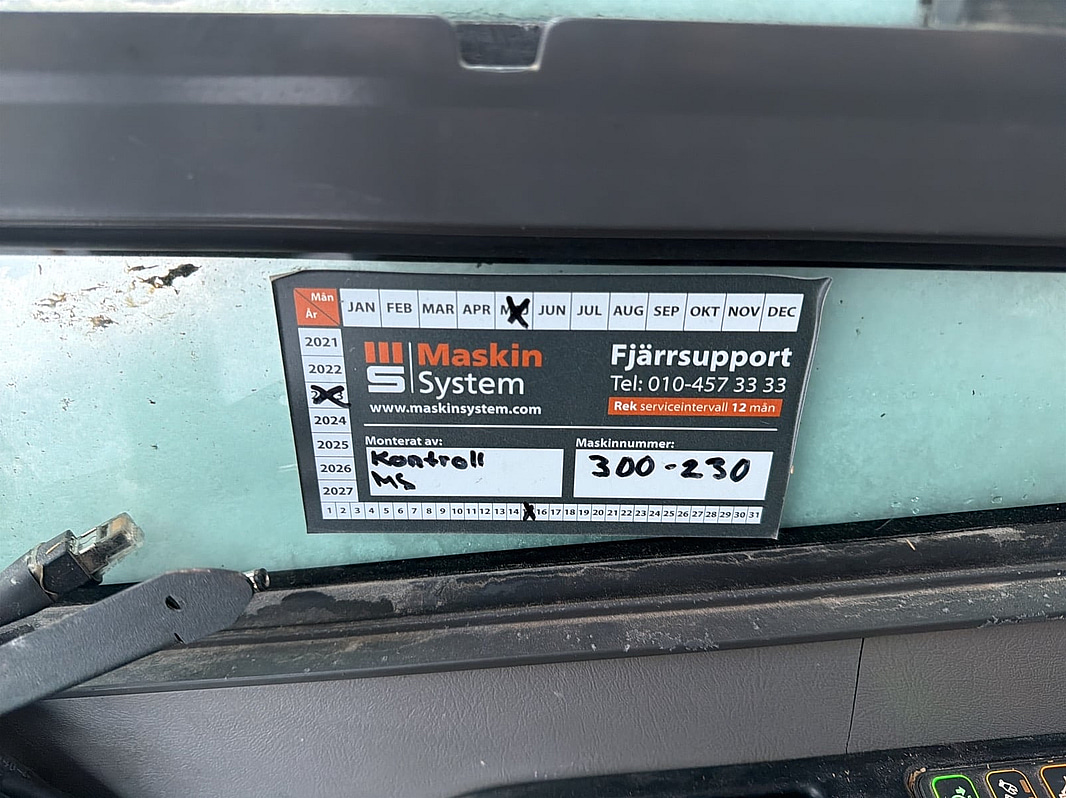 Mån
År
JAN FEB MAR APR MAJ JUN JUL AUG SEP OKT NOV DEC
2021
2022
2024
2025
2026
2027
MS Maskin
System
www.maskinsystem.com
Fjärrsupport
Tel: 010-457 33 33
Rek serviceintervall 12 mån
Monterat av:
Kontroll
MS
Maskinnummer:
300-230
1 2 3 4 5 6 7 8 9 10 11 12 13 14 16 17 18 19 20 21 22 23 24 25 26 27 28 29 30 31